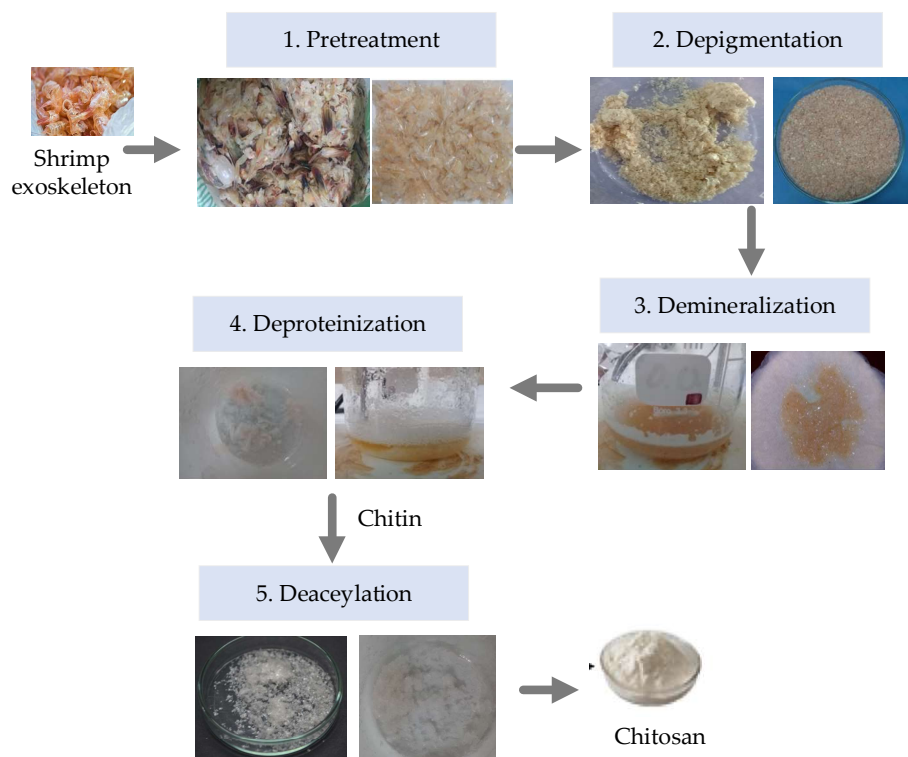 1. Pretreatment
2. Depigmentation
Shrimp
exoskeleton
3. Demineralization
4. Deproteinization
Chitin
5. Deaceylation
Chitosan